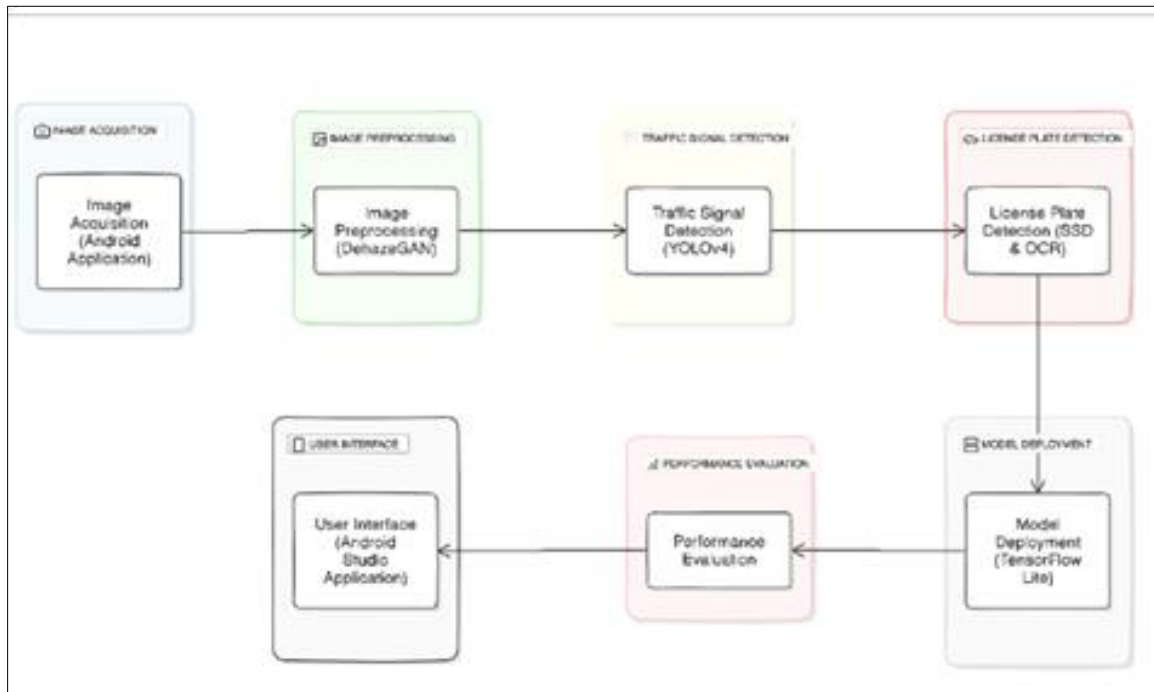 IMAGE ACQUISITION
Image
Acquisition
(Android
Application)
IMAGE PREPROCESSING
Image
Preprocessing
(DehazeGAN)
TRAFFIC SIGNAL DETECTION
Traffic Signal
Detection
(YOLOv4)
LICENSE PLATE DETECTION
License Plate
Detection (SSD
& OCR)
USER INTERFACE
User Interface
(Android
Studio
Application)
PERFORMANCE EVALUATION
Performance
Evaluation
MODEL DEPLOYMENT
Model
Deployment
(TensorFlow
Lite)